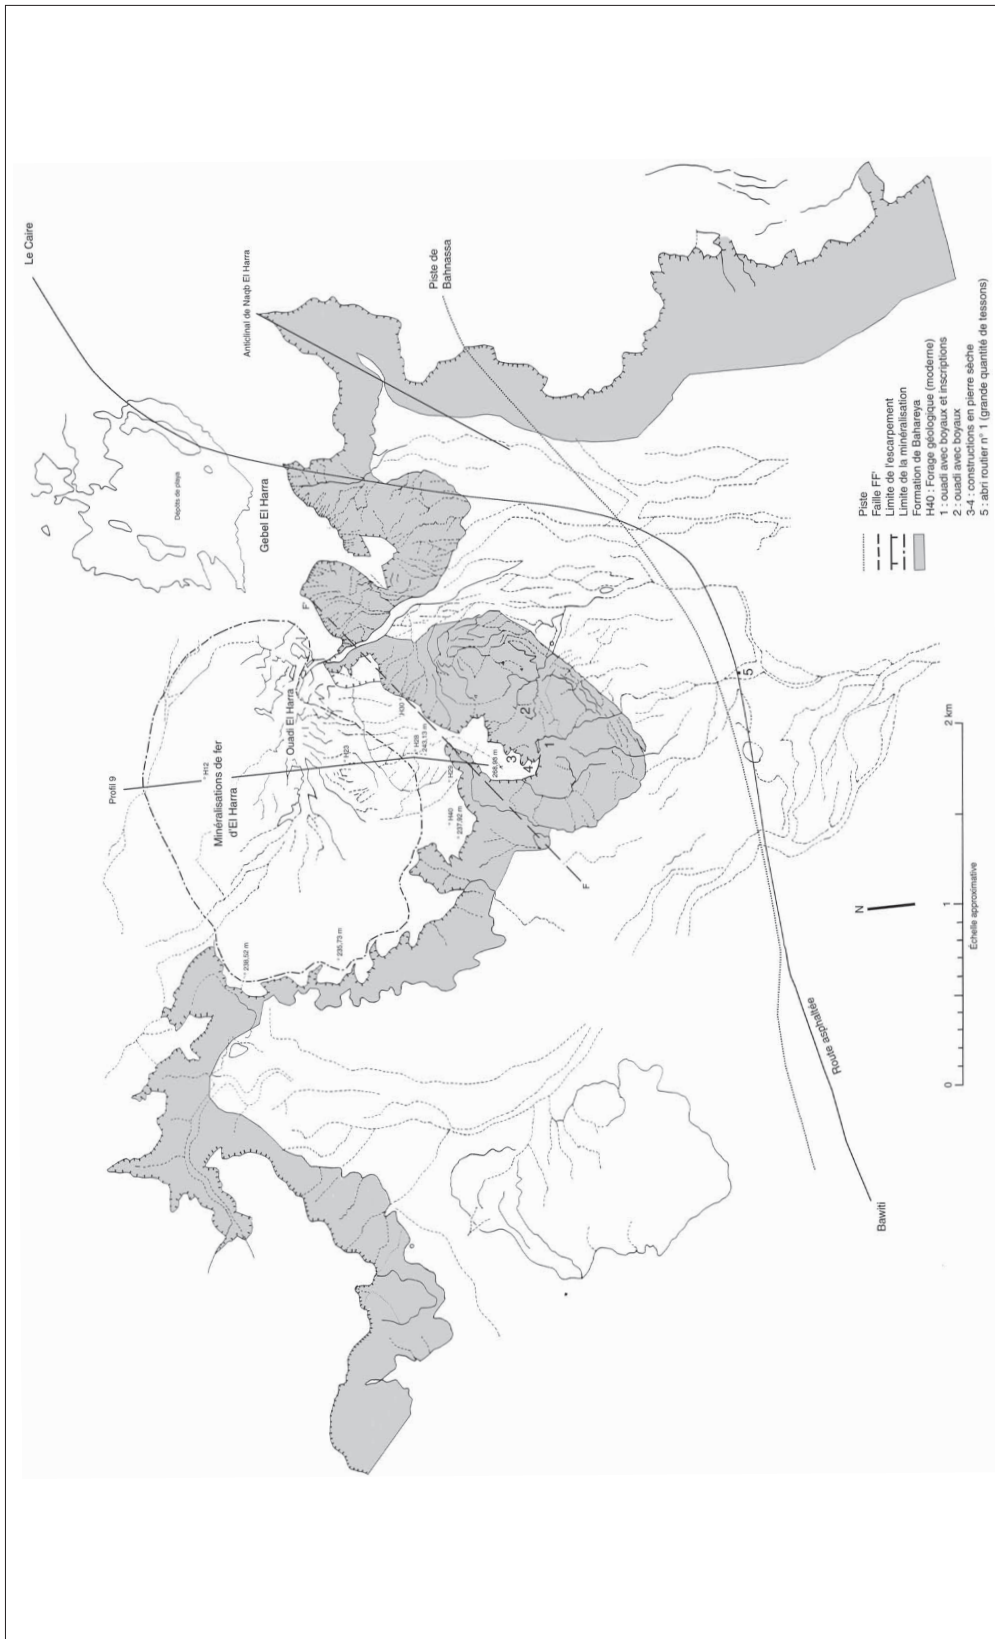 Le Caire
Dépôts de playa
Anticlinal de Naqb El Harra
Piste de
Bahnassa
Gebel El Harra
F'
Ouadi El Harra
Profil 9
H12
Minéralisations de fer
d'El Harra
H23
H30
H28
243,13 m
H29
268,98 m
H40
237,92 m
238,52 m
235,73 m
1
2
3
4
5
F
Route asphaltée
Bawiti
N
0
1
2 km
Échelle approximative
Piste
Faille FF'
Limite de l'escarpement
Limite de la minéralisation
Formation de Bahareya
H40 : Forage géologique (moderne)
1 : ouadi avec boyaux et inscriptions
2 : ouadi avec boyaux
3-4 : constructions en pierre sèche
5 : abri routier n° 1 (grande quantité de tessons)